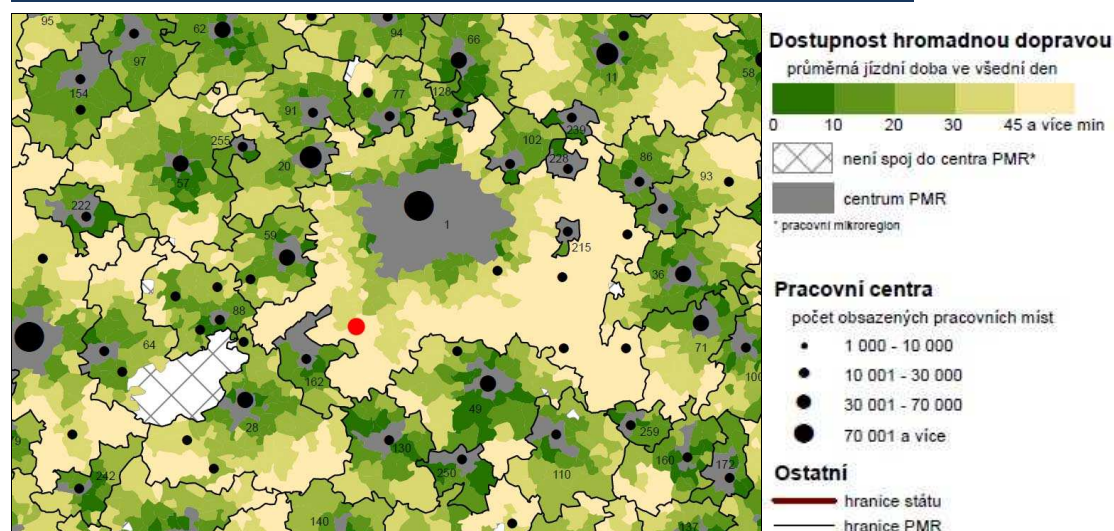 95
62
94
66
97
11
58
154
91
77
128
239
255
102
20
228
86
57
93
222
1
59
215
36
88
64
71
162
100
49
28
9
130
259
250
160
172
242
110
140
137
Dostupnost hromadnou dopravou
průměrná jízdní doba ve všední den
0 10 20 30 45 a více min
není spoj do centra PMR*
centrum PMR
* pracovní mikroregion
Pracovní centra
počet obsazených pracovních míst
1 000 - 10 000
10 001 - 30 000
30 001 - 70 000
70 001 a více
Ostatní
hranice státu
hranice PMR